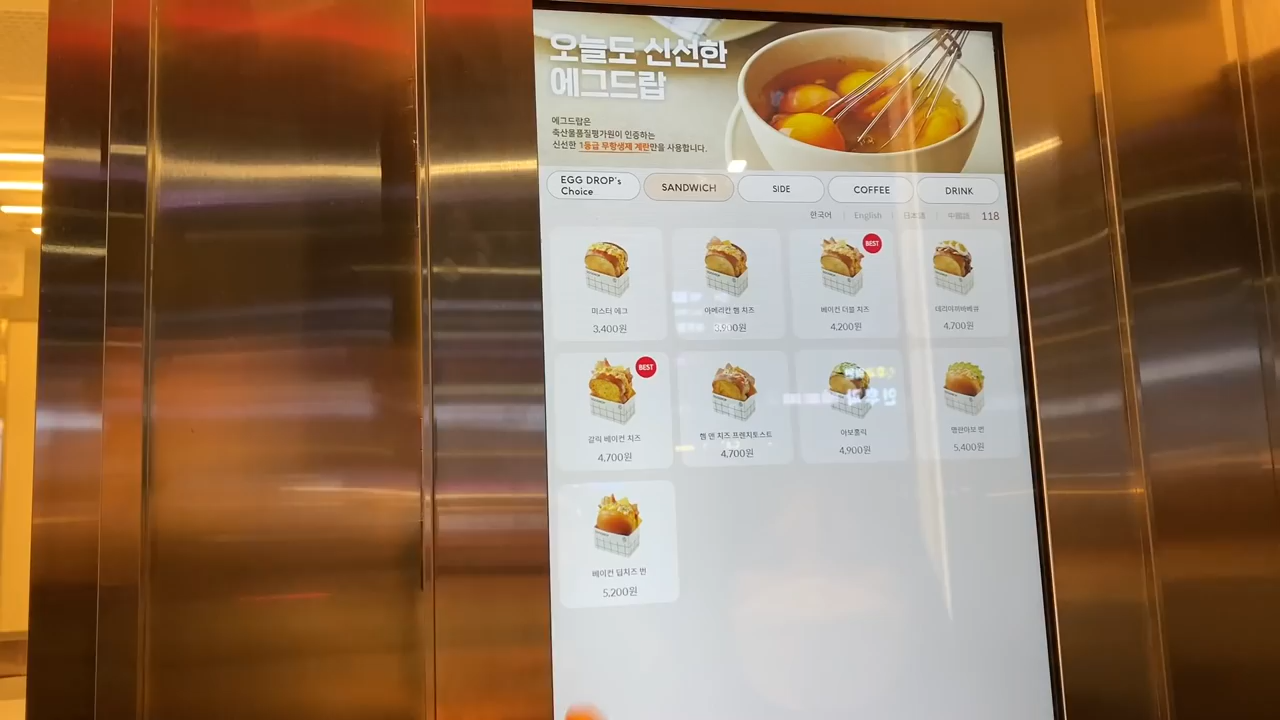 오늘도 신선한
에그드랍
에그드랍은
축산물품질평가원이 인증하는
신선한 1등급 무항생제 계란만을 사용합니다.
EGG DROP's
Choice
SANDWICH
SIDE
COFFEE
DRINK
한국어 | English | 日本語 | 中國語 118
BEST
미스터 에그
아메리칸 햄 치즈
베이컨 더블 치즈
데리야끼바베큐
3,400원
3,900원
4,200원
4,700원
BEST
갈릭 베이컨 치즈
햄 앤 치즈 프렌치토스트
아보홀릭
명란아보 번
4,700원
4,700원
4,900원
5,400원
베이컨 딥치즈 번
5,200원